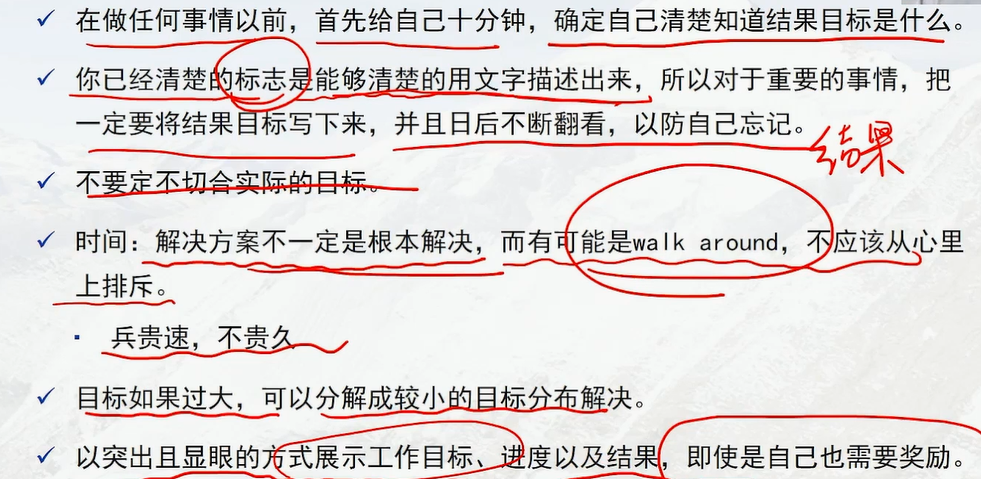 在做任何事情以前，首先给自己十分钟，确定自己清楚知道结果目标是什么。
你已经清楚的标志是能够清楚的用文字描述出来，所以对于重要的事情，把
一定要将结果目标写下来，并且日后不断翻看，以防自己忘记。
结果
不要定不切合实际的目标。
时间：解决方案不一定是根本解决，而有可能是walk around，不应该从心里
上排斥。
兵贵速，不贵久
目标如果过大，可以分解成较小的目标分布解决。
以突出且显眼的方式展示工作目标、进度以及结果，即使是自己也需要奖励。